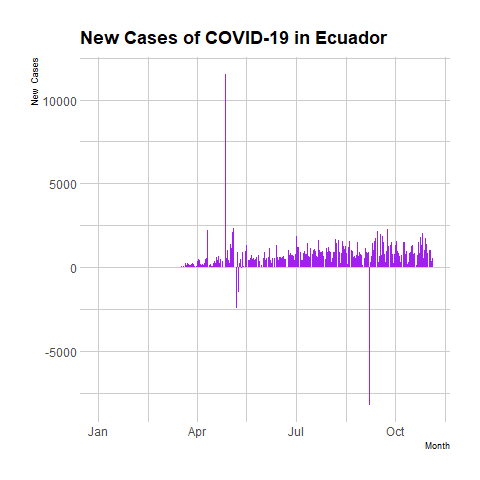 New Cases of COVID-19 in Ecuador
New Cases
10000
5000
0
-5000
Jan Apr Jul Oct
Month